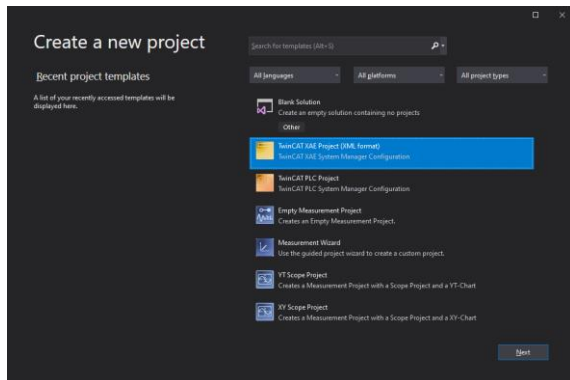 Create a new project
Search for templates (Alt+S)
Recent project templates
All languages
All platforms
All project types
A list of your recently accessed templates will be
displayed here.
Blank Solution
Create an empty solution containing no projects
Other
TwinCAT XAE Project (XML format)
TwinCAT XAE System Manager Configuration
TwinCAT PLC Project
TwinCAT PLC System Manager Configuration
Empty Measurement Project
Creates an Empty Measurement Project.
Measurement Wizard
Use the guided project wizard to create a custom project.
YT Scope Project
Creates a Measurement Project with a Scope Project and a YT-Chart
XY Scope Project
Creates a Measurement Project with a Scope Project and a XY-Chart
Next